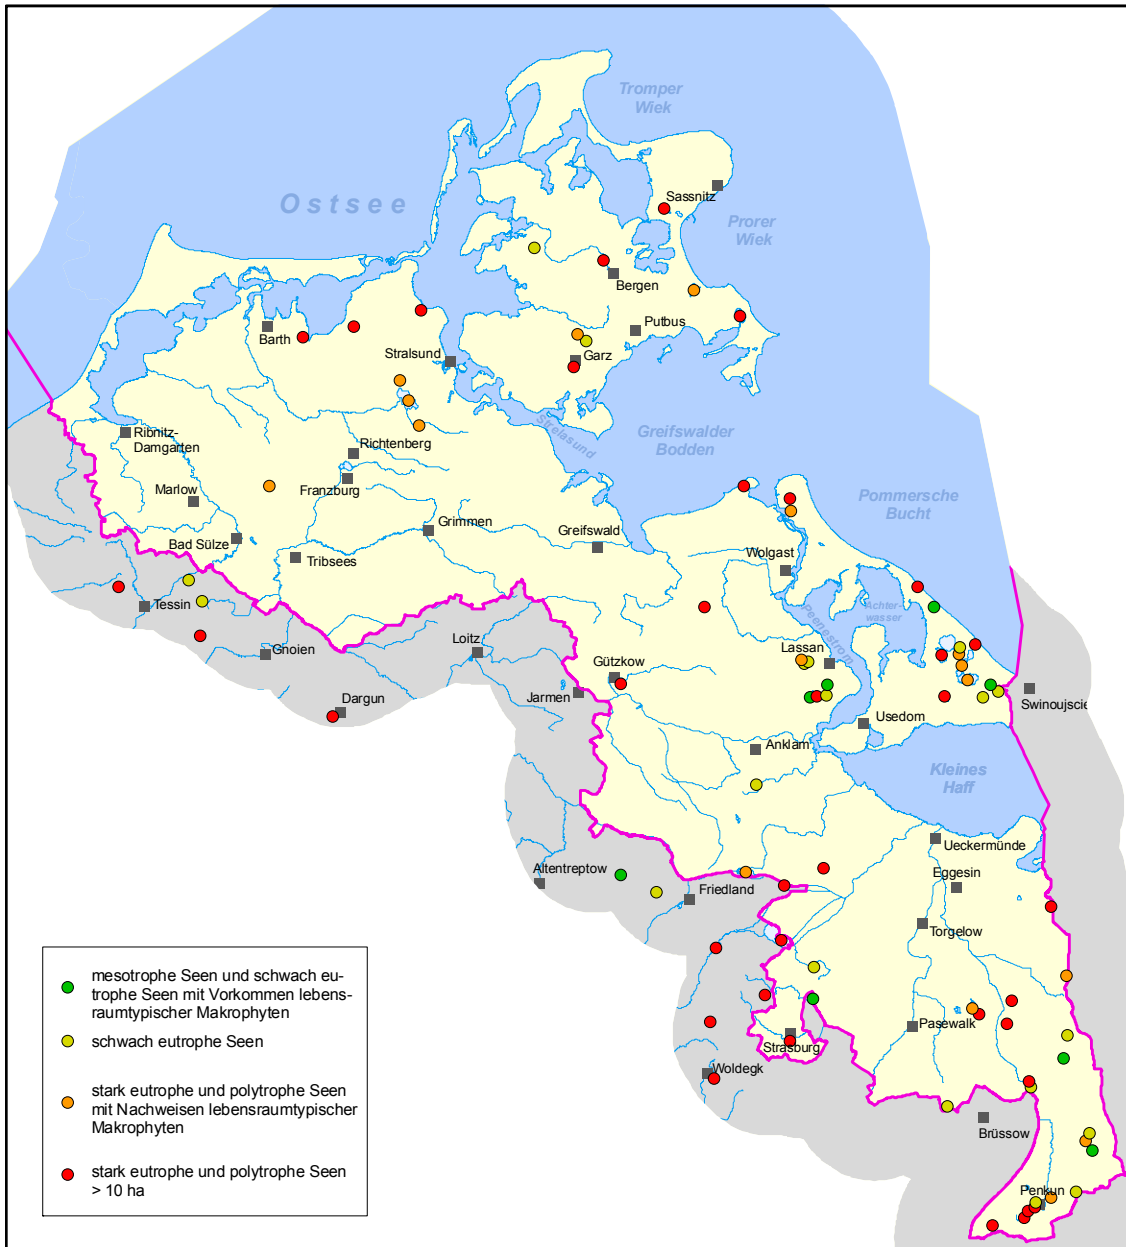 Tromper
Wiek
Ostsee
Sassnitz
Prorer
Wiek
Bergen
Putbus
Barth
Stralsund
Garz
Strelasund
Greifswalder
Bodden
Ribnitz-
Damgarten
Richtenberg
Franzburg
Marlow
Pommersche
Bucht
Grimmen
Greifswald
Bad Sülze
Tribsees
Wolgast
Tessin
Peenestrom
Achter-
wasser
Gnoien
Loitz
Lassan
Gützkow
Jarmen
Dargun
Swinoujscie
Usedom
Anklam
Kleines
Haff
Ueckermünde
Altentreptow
Eggesin
Friedland
Torgelow
Pasewalk
Strasburg
Woldegk
Brüssow
Penkun
mesotrophe Seen und schwach eu-
trophe Seen mit Vorkommen lebens-
raumtypischer Makrophyten
schwach eutrophe Seen
stark eutrophe und polytrophe Seen
mit Nachweisen lebensraumtypischer
Makrophyten
stark eutrophe und polytrophe Seen
> 10 ha